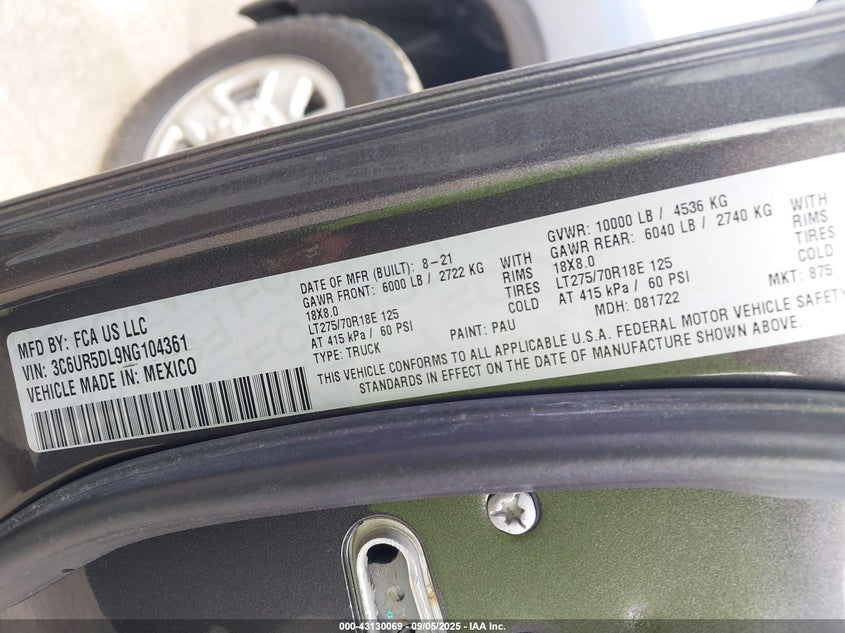 MFD BY: FCA US LLC
VIN: 3C6UR5DL9NG104361
VEHICLE MADE IN: MEXICO
DATE OF MFR (BUILT): 8-21
GAWR FRONT: 6000 LB / 2722 KG WITH
18X8.0 RIMS
LT275/70R18E 125 TIRES
AT 415 kPa / 60 PSI COLD
TYPE: TRUCK PAINT: PAU
GVWR: 10000 LB / 4536 KG
GAWR REAR: 6040 LB / 2740 KG WITH
18X8.0 RIMS
LT275/70R18E 125 TIRES
AT 415 kPa / 60 PSI COLD
MDH: 081722 MKT: 875
THIS VEHICLE CONFORMS TO ALL APPLICABLE U.S.A. FEDERAL MOTOR VEHICLE SAFETY
STANDARDS IN EFFECT ON THE DATE OF MANUFACTURE SHOWN ABOVE.
000-43130069 - 09/05/2025 - IAA Inc.